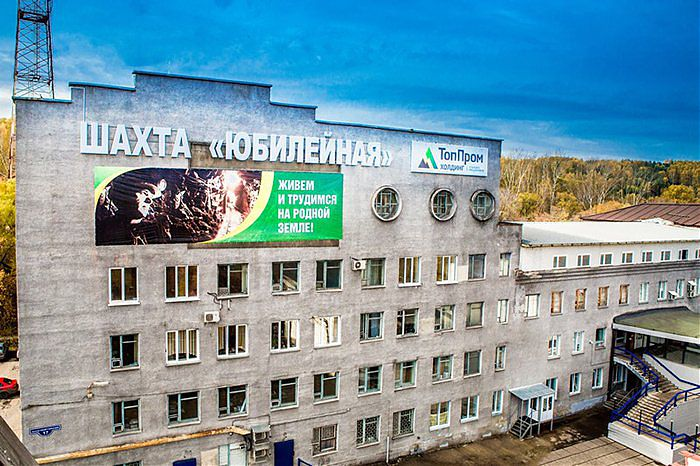 ШАХТА «ЮБИЛЕЙНАЯ»
ТопПром
ХОЛДИНГ
ЖИВЕМ
И ТРУДИМСЯ
НА РОДНОЙ
ЗЕМЛЕ!